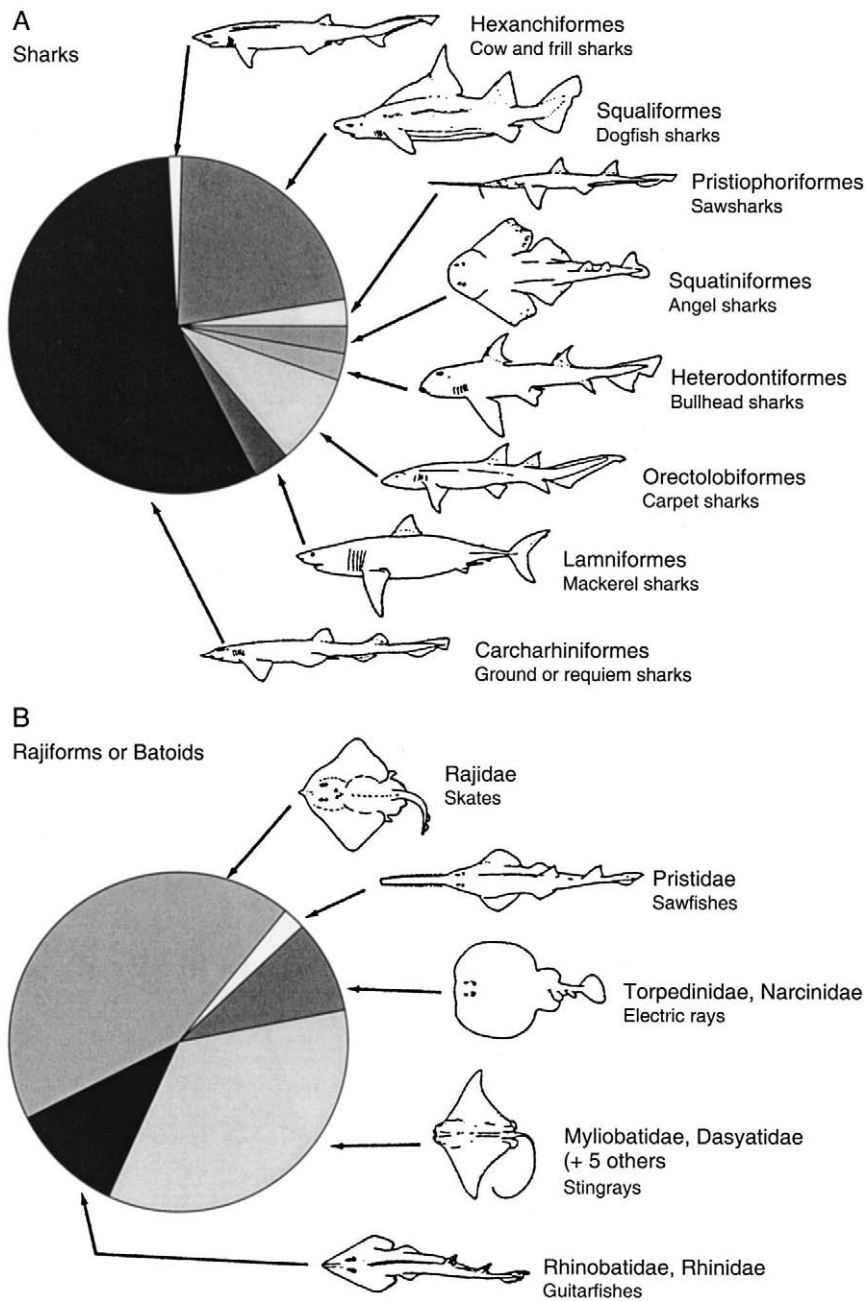 A
Sharks
Hexanchiformes
Cow and frill sharks
Squaliformes
Dogfish sharks
Pristiophoriformes
Sawsharks
Squatiniformes
Angel sharks
Heterodontiformes
Bullhead sharks
Orectolobiformes
Carpet sharks
Lamniformes
Mackerel sharks
Carcharhiniformes
Ground or requiem sharks
B
Rajiforms or Batoids
Rajidae
Skates
Pristidae
Sawfishes
Torpedinidae, Narcinidae
Electric rays
Myliobatidae, Dasyatidae
(+ 5 others
Stingrays
Rhinobatidae, Rhinidae
Guitarfishes